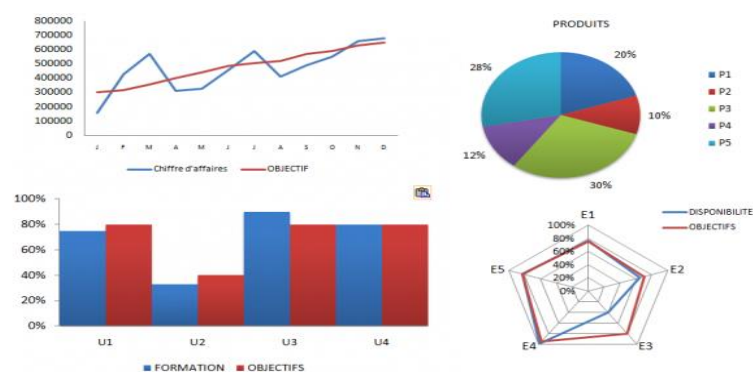 800000
700000
600000
500000
400000
300000
200000
100000
0
J F M A M J J A S O N D
Chiffre d'affaires OBJECTIF
PRODUITS
20%
10%
30%
12%
28%
P1
P2
P3
P4
P5
100%
80%
60%
40%
20%
0%
U1 U2 U3 U4
FORMATION OBJECTIFS
DISPONIBILITE
OBJECTIFS
E1
E2
E3
E4
E5
100%
80%
60%
40%
20%
0%